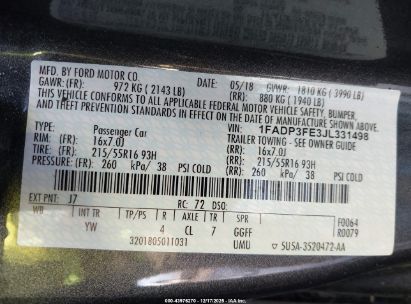 MFD. BY FORD MOTOR CO.
DATE: 05/18 GVWR: 1810 KG ( 3990 LB)
GAWR: (FR) 972 KG ( 2143 LB) (RR) 880 KG ( 1940 LB)
THIS VEHICLE CONFORMS TO ALL APPLICABLE FEDERAL MOTOR VEHICLE SAFETY, BUMPER,
AND THEFT PREVENTION STANDARDS IN EFFECT ON THE DATE OF MANUFACTURE SHOWN ABOVE.
VIN: 1FADP3FE3JL331498
TYPE: Passenger Car TRAILER TOWING - SEE OWNER GUIDE
RIM: (FR) 16x7.0J (RR) 16x7.0J
TIRE: (FR) 215/55R16 93H (RR) 215/55R16 93H
PRESSURE: (FR) 260 kPa/ 38 PSI COLD (RR) 260 kPa/ 38 PSI COLD
EXT PNT: J7 RC: 72 DSO:
WB INT TR TP/PS R AXLE TR SPR F0064
YW 4 CL 7 GGFF R0079
3201805011031 UMU 5U5A-3520472-AA
000-43976270 - 12/17/2025 - IAAI.COM